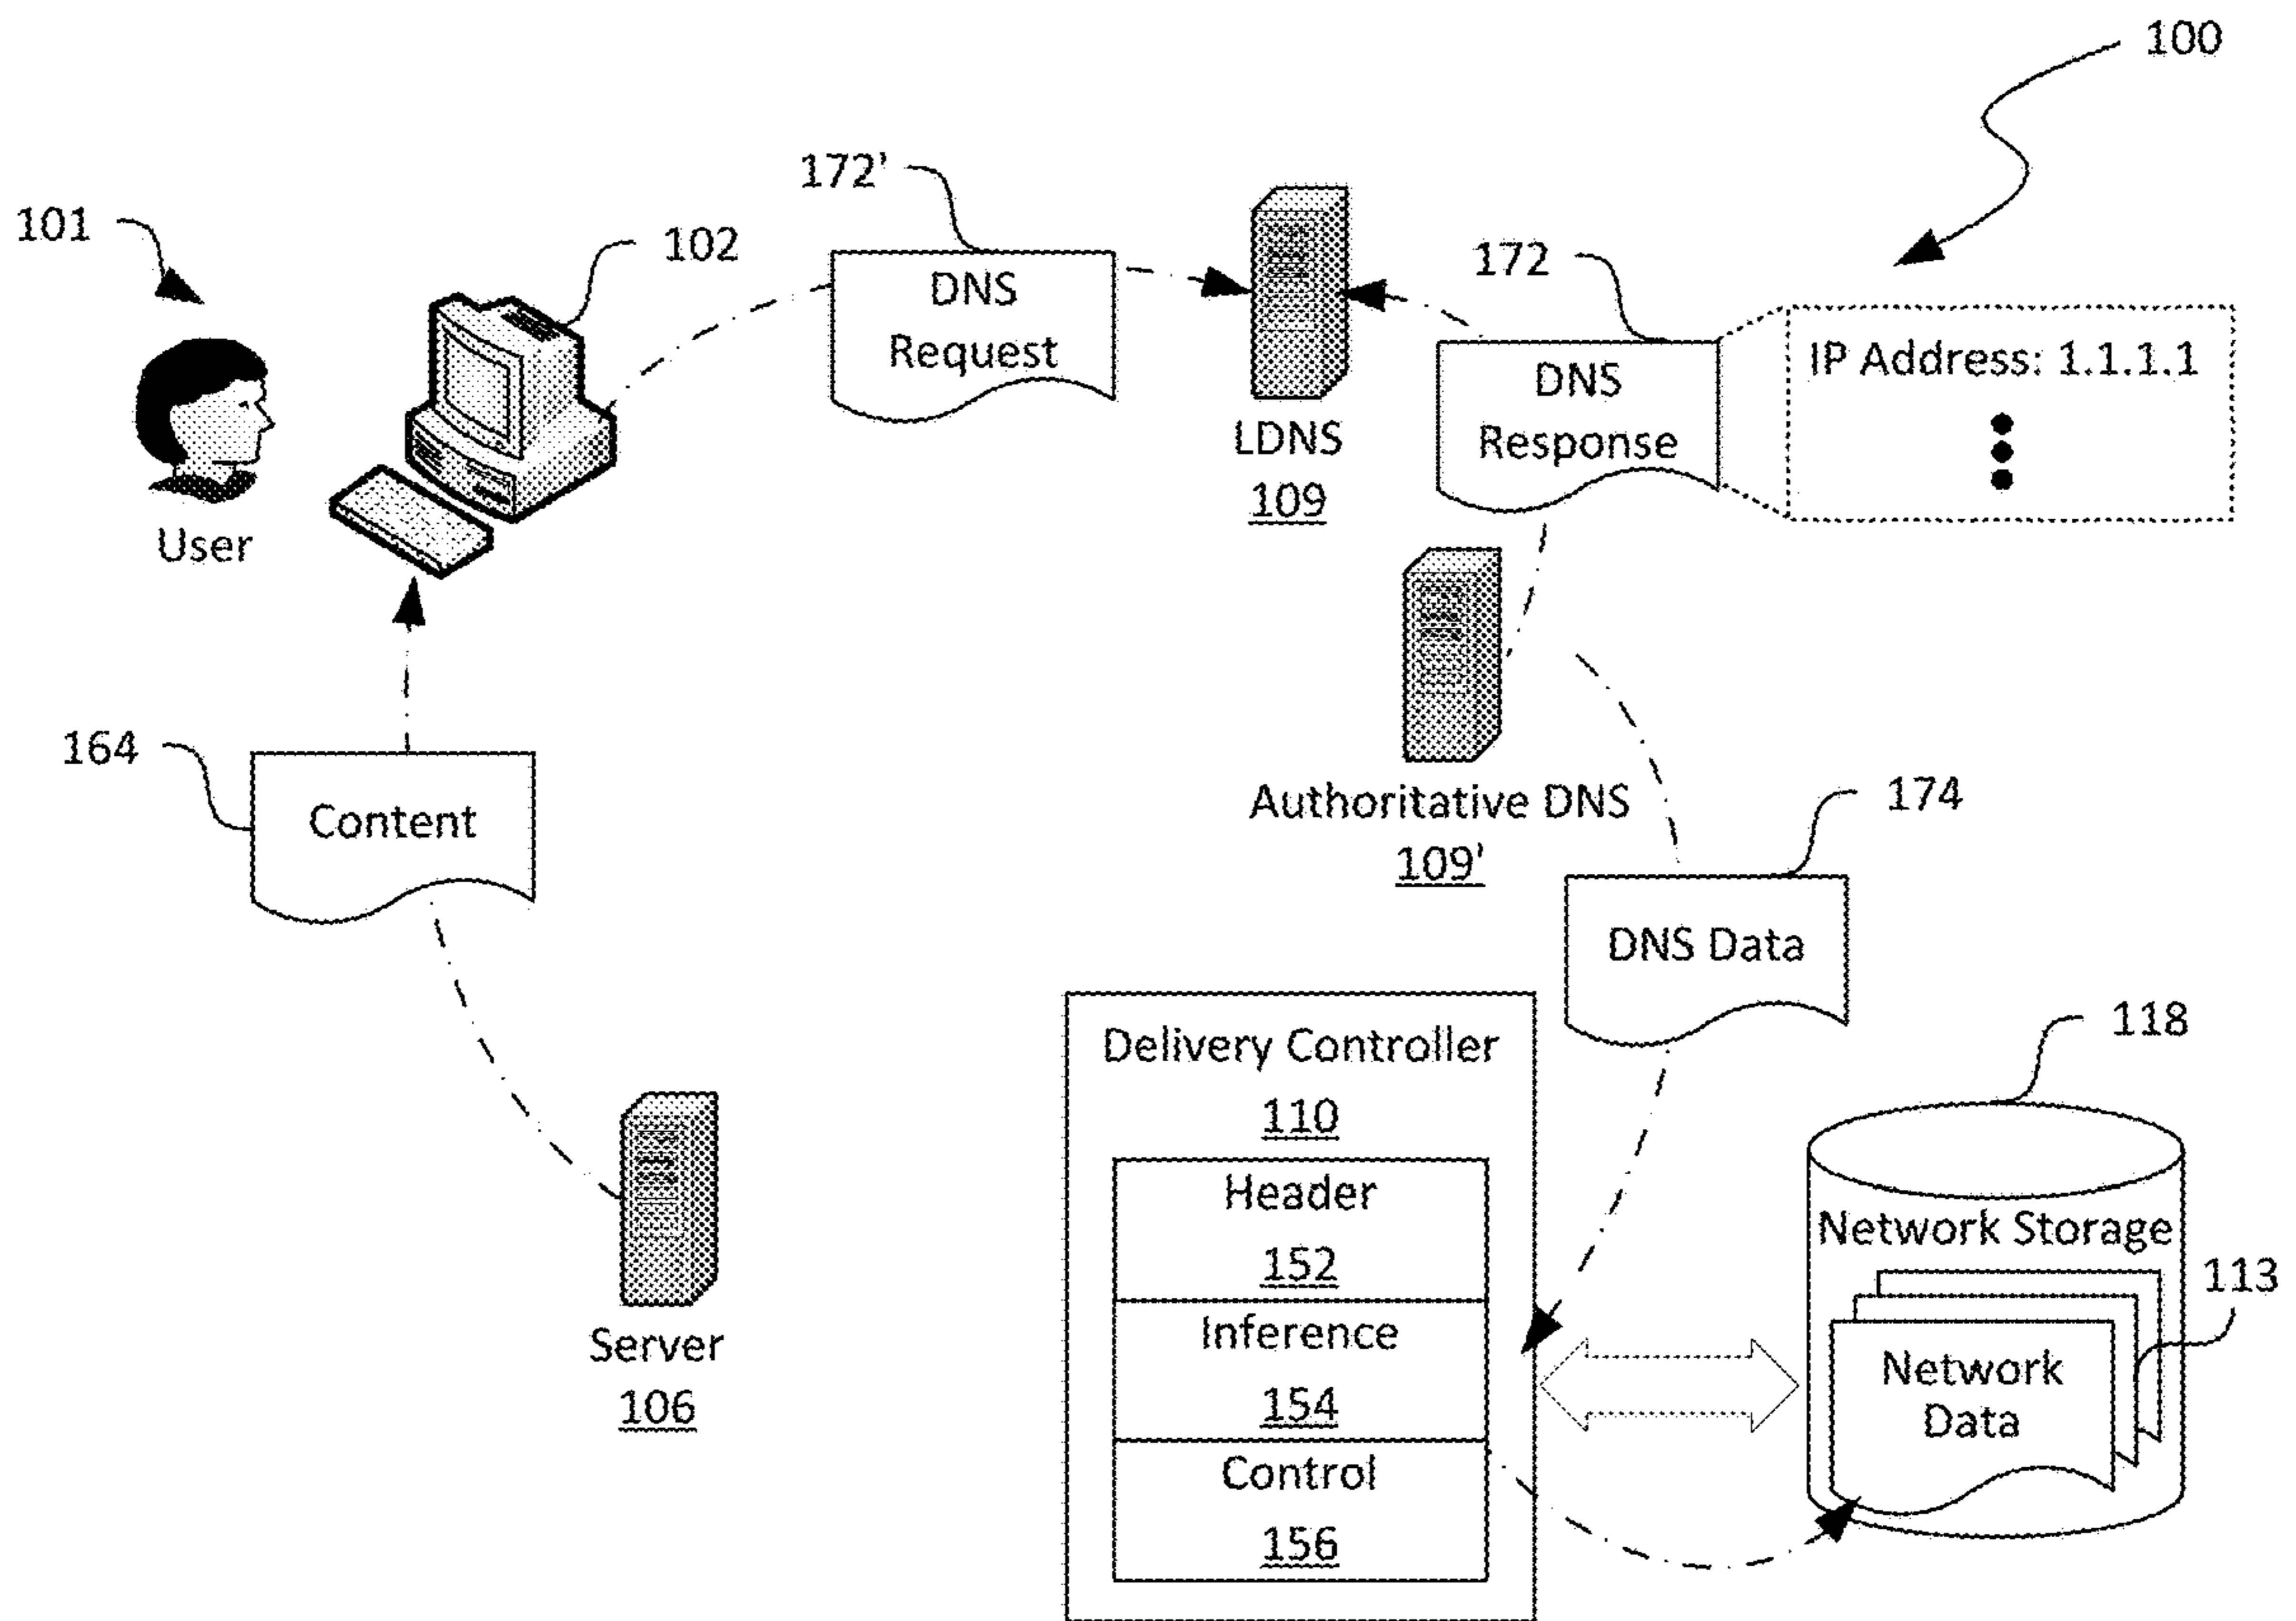 100
172'
101
102
172
DNS
Request
IP Address: 1.1.1.1
DNS
Response
LDNS
109
User
164
Content
Authoritative DNS
109'
174
DNS Data
118
Delivery Controller
110
Header
152
Network Storage
113
Inference
154
Server
106
Network
Data
Control
156